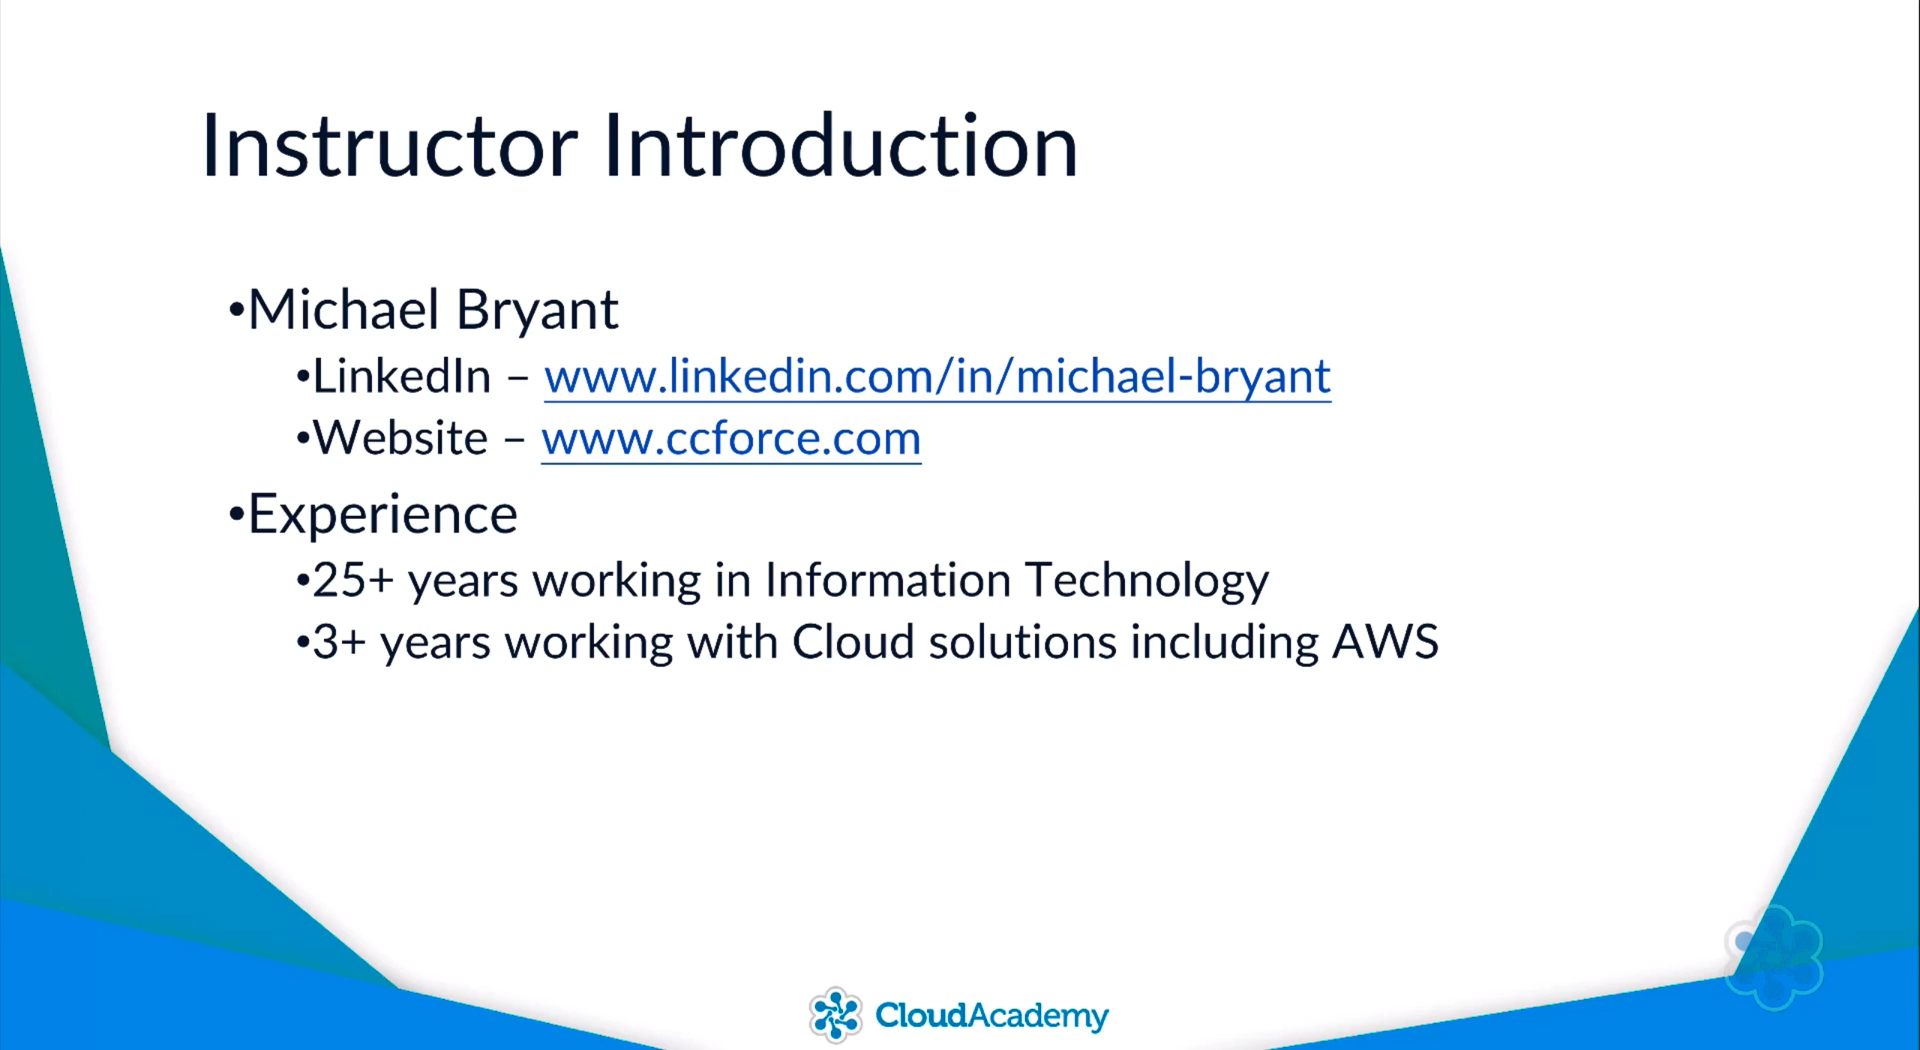 Instructor Introduction
•Michael Bryant
•LinkedIn – www.linkedin.com/in/michael-bryant
•Website – www.ccforce.com
•Experience
•25+ years working in Information Technology
•3+ years working with Cloud solutions including AWS
CloudAcademy